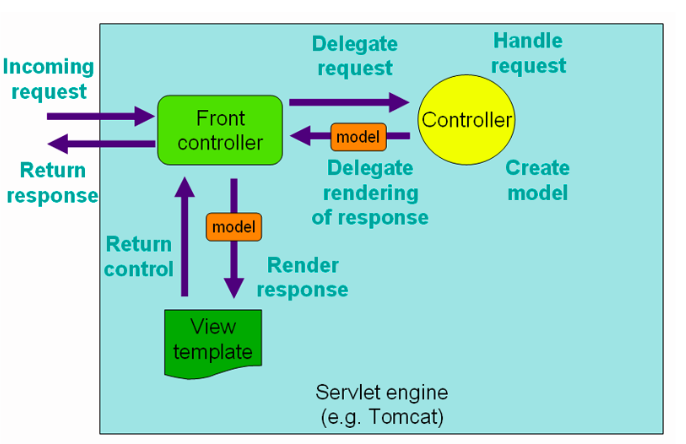 Delegate
request
Handle
request
Incoming
request
Front
controller
model
Controller
Return
response
Delegate
rendering
of response
Create
model
model
Return
control
Render
response
View
template
Servlet engine
(e.g. Tomcat)